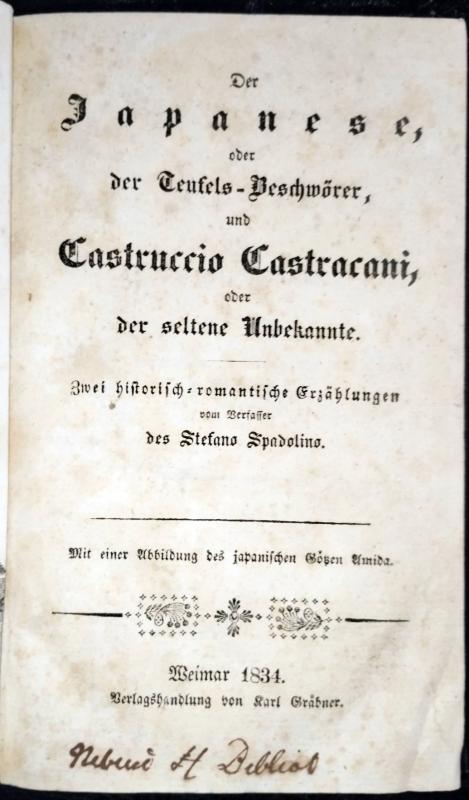 Der
Japanese,
oder
der Teufels-Beschwörer,
und
Castruccio Castracani,
oder
der seltene Unbekannte.
Zwei historisch-romantische Erzählungen
vom Verfasser
des Stefano Spadolino.
Mit einer Abbildung des japanischen Götzen Amida.
Weimar 1834.
Verlagshandlung von Karl Gräbner.